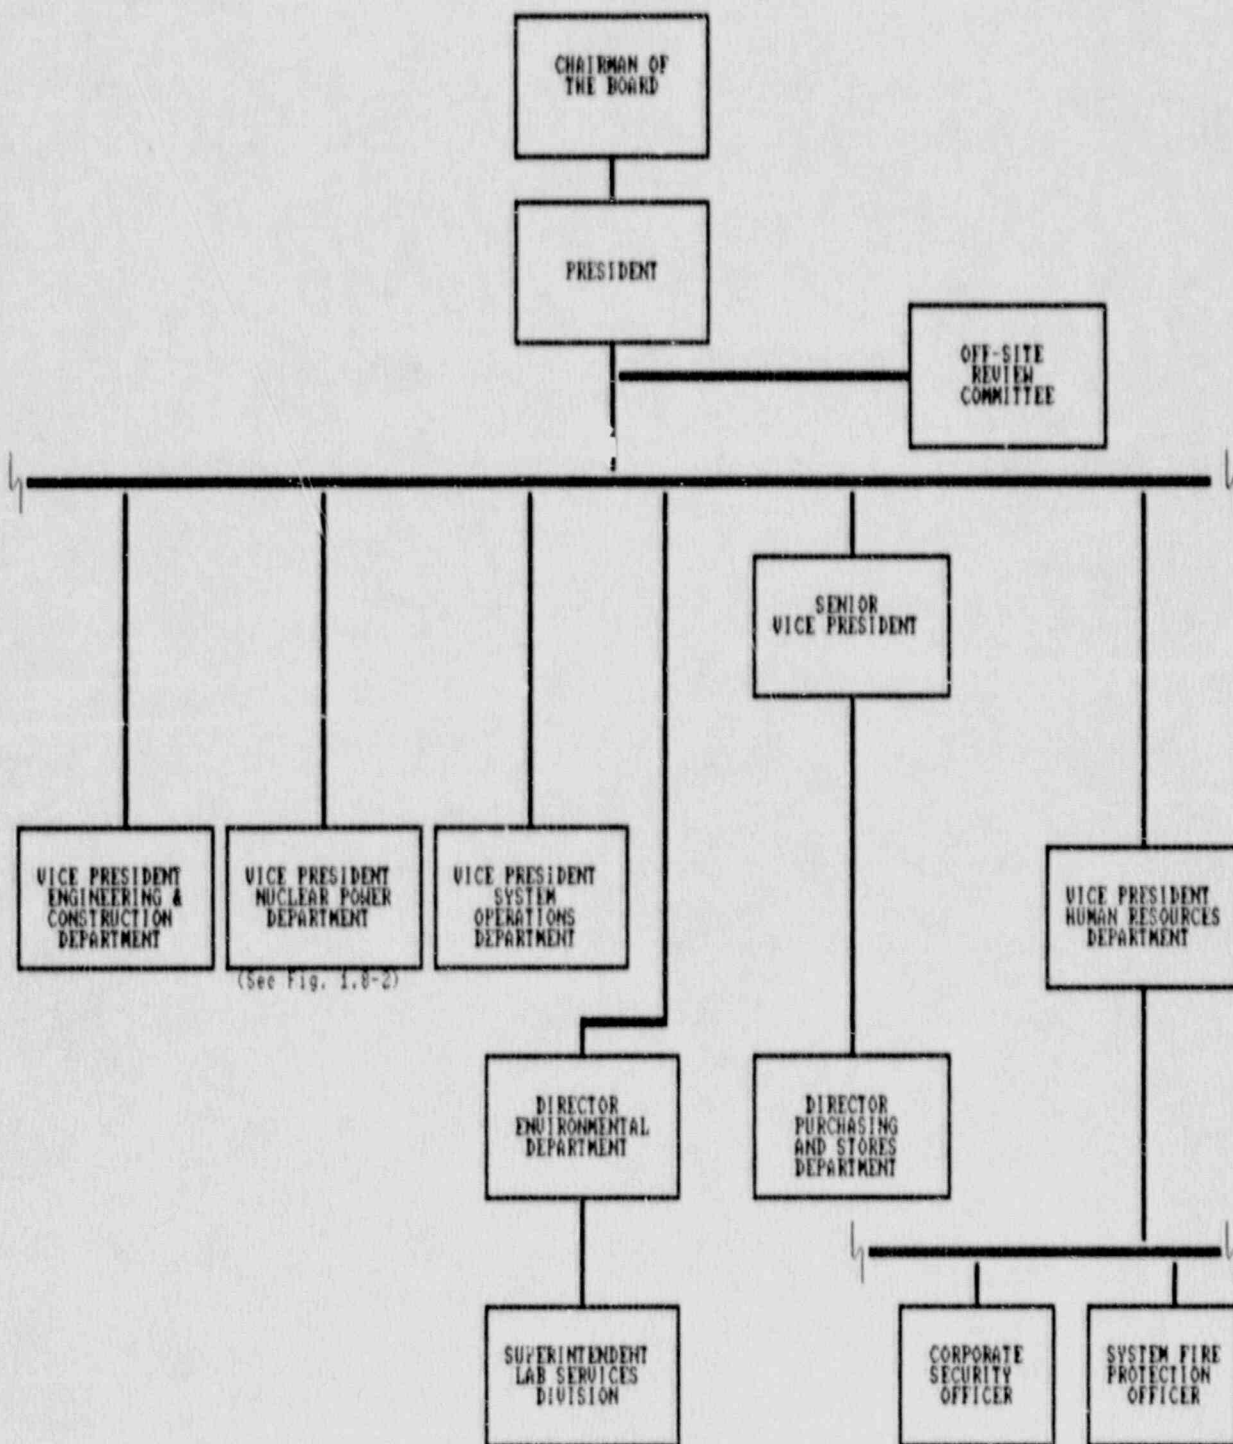 CHAIRMAN OF
THE BOARD
PRESIDENT
OFF-SITE
REVIEW
COMMITTEE
SENIOR
VICE PRESIDENT
VICE PRESIDENT
ENGINEERING &
CONSTRUCTION
DEPARTMENT
VICE PRESIDENT
NUCLEAR POWER
DEPARTMENT
(See Fig. 1.8-2)
VICE PRESIDENT
SYSTEM
OPERATIONS
DEPARTMENT
VICE PRESIDENT
HUMAN RESOURCES
DEPARTMENT
DIRECTOR
ENVIRONMENTAL
DEPARTMENT
DIRECTOR
PURCHASING
AND STORES
DEPARTMENT
SUPERINTENDENT
LAB SERVICES
DIVISION
CORPORATE
SECURITY
OFFICER
SYSTEM FIRE
PROTECTION
OFFICER